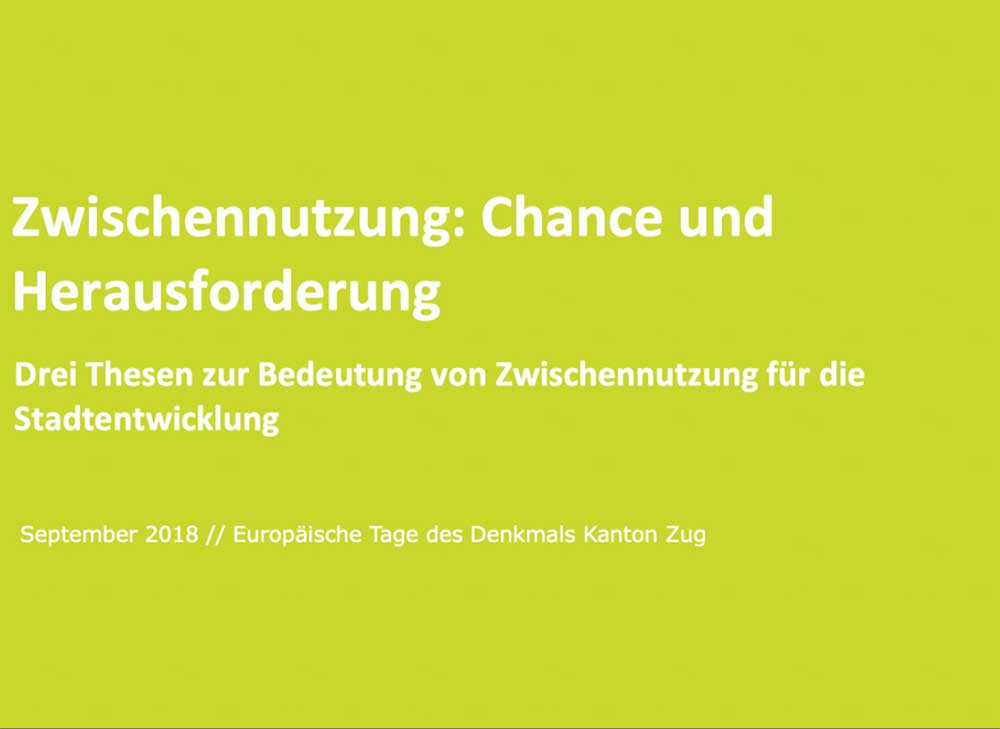 Zwischennutzung: Chance und
Herausforderung
Drei Thesen zur Bedeutung von Zwischennutzung für die
Stadtentwicklung
September 2018 // Europäische Tage des Denkmals Kanton Zug